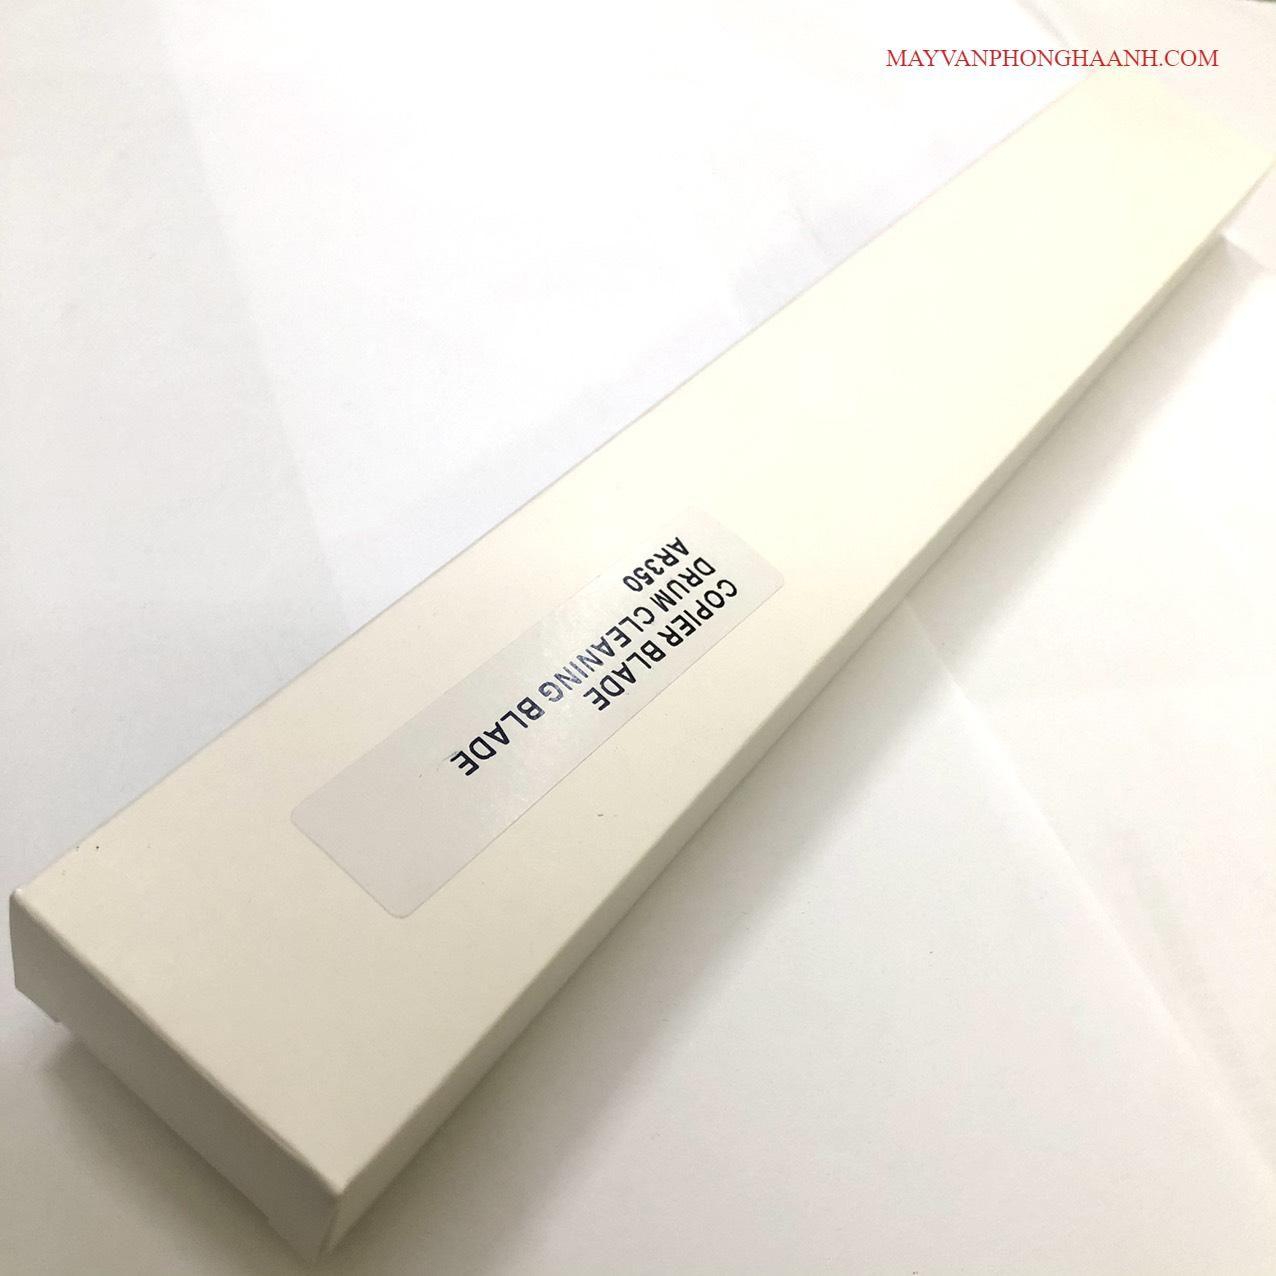 MAYVANPHONGHAANH.COM
COPIER BLADE
DRUM CLEANING BLADE
AR350